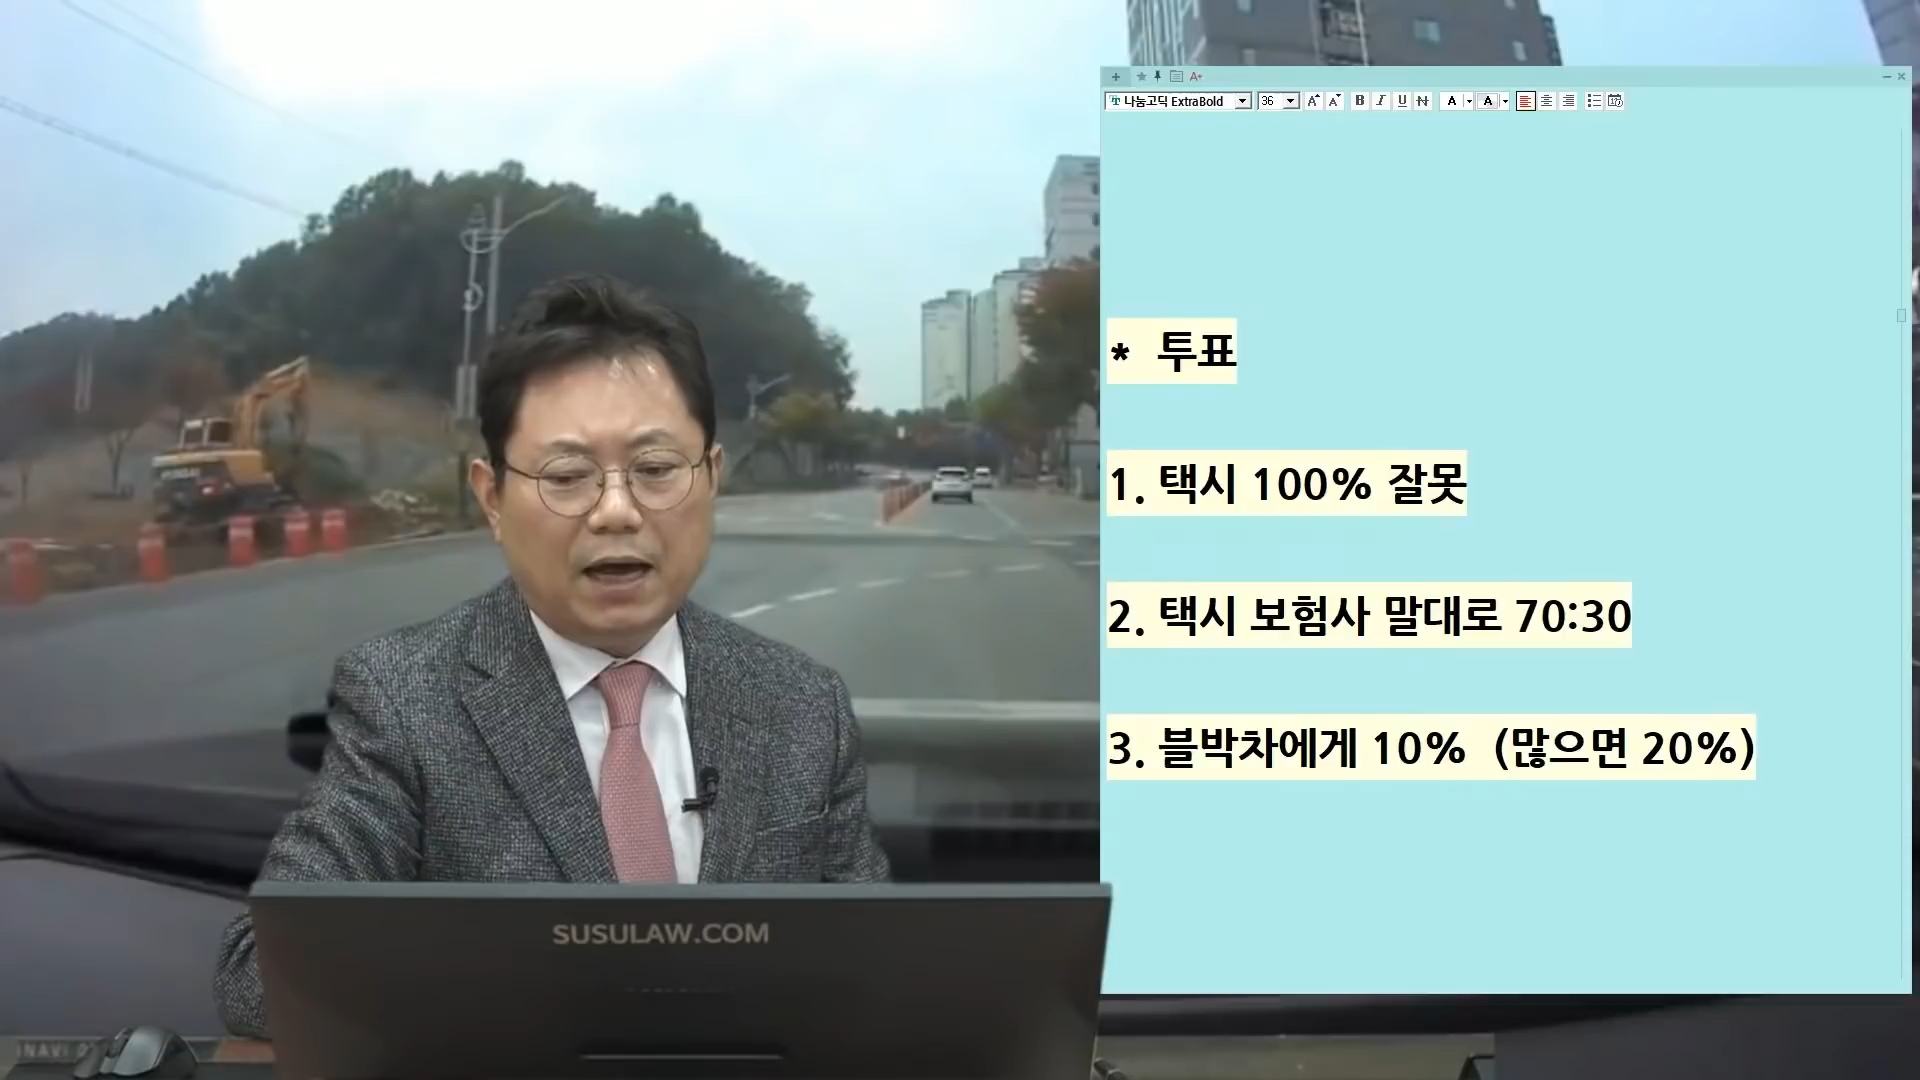 나눔고딕 ExtraBold 36
* 투표
1. 택시 100% 잘못
2. 택시 보험사 말대로 70:30
3. 블박차에게 10% (많으면 20%)
SUSULAW.COM
INAVI